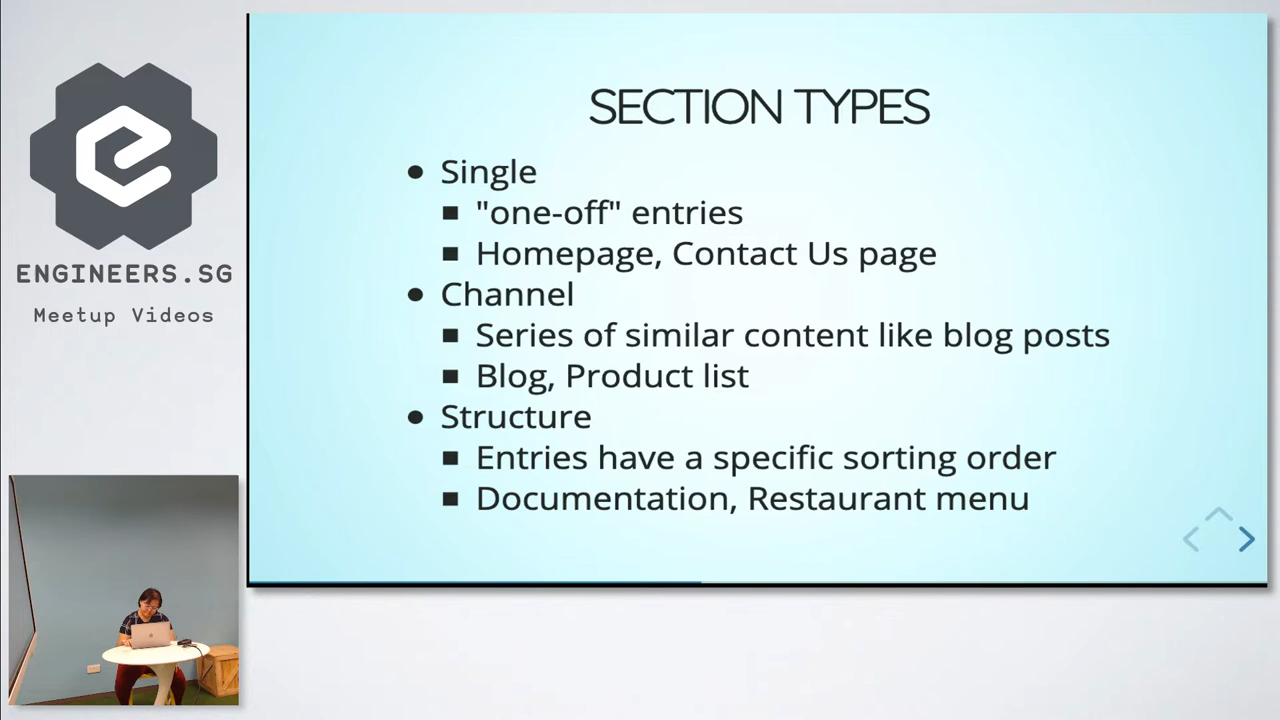 ENGINEERS.SG
Meetup Videos
SECTION TYPES
Single
"one-off" entries
Homepage, Contact Us page
Channel
Series of similar content like blog posts
Blog, Product list
Structure
Entries have a specific sorting order
Documentation, Restaurant menu